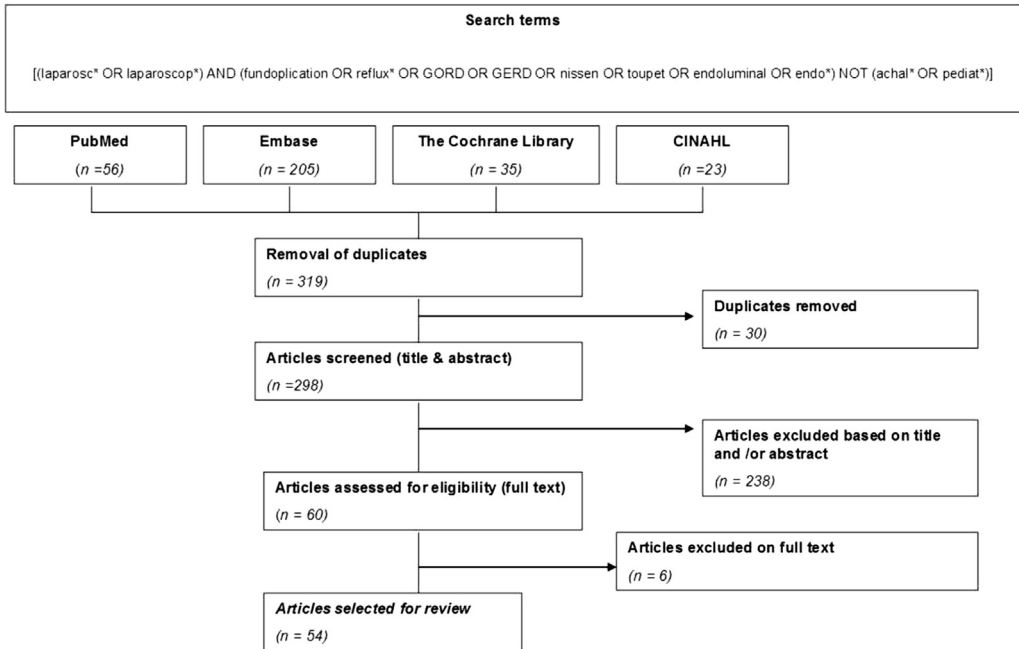 Search terms
[(laparosc* OR laparoscop*) AND (fundoplication OR reflux* OR GORD OR GERD OR nissen OR toupet OR endoluminal OR endo*) NOT (achal* OR pediat*)]
PubMed
(n =56)
Embase
(n = 205)
The Cochrane Library
(n = 35)
CINAHL
(n =23)
Removal of duplicates
(n = 319)
Duplicates removed
(n = 30)
Articles screened (title & abstract)
(n =298)
Articles excluded based on title
and /or abstract
(n = 238)
Articles assessed for eligibility (full text)
(n = 60)
Articles excluded on full text
(n = 6)
Articles selected for review
(n = 54)